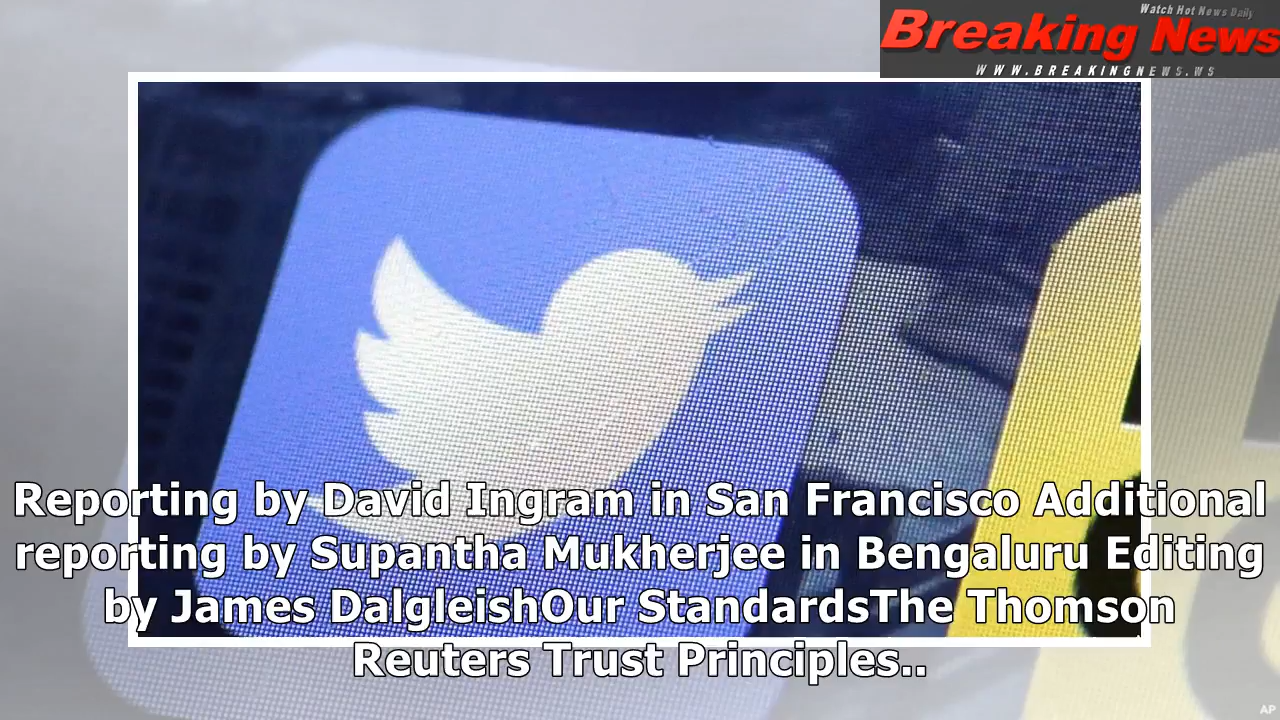 Watch Hot News Daily
Breaking News
WWW.BREAKINGNEWS.WS
Reporting by David Ingram in San Francisco Additional
reporting by Supantha Mukherjee in Bengaluru Editing
by James DalgleishOur StandardsThe Thomson
Reuters Trust Principles..
AP